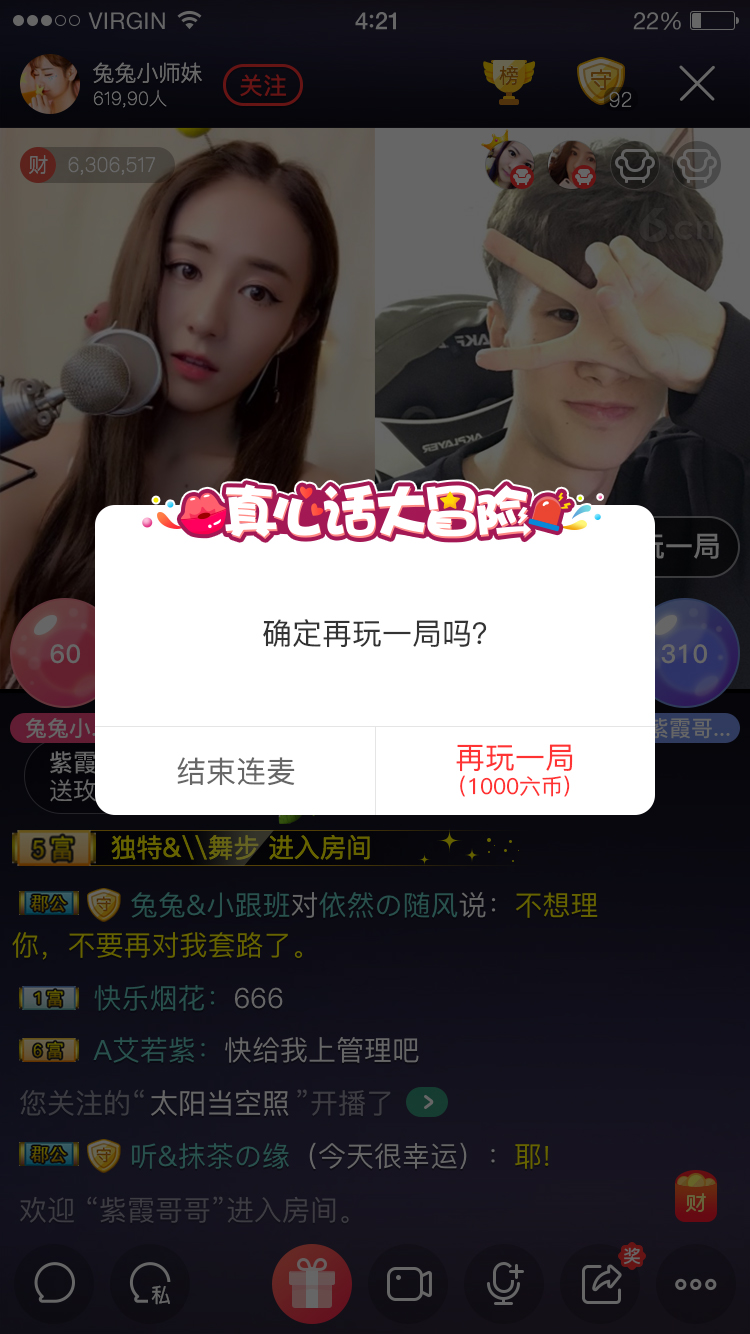 VIRGIN
4:21
22%
兔兔小师妹
619,90人
关注
榜
守
92
财 6,306,517
6.cn
AKPLAYER
真心话大冒险
玩一局
确定再玩一局吗?
60
310
兔兔小...
紫霞哥...
结束连麦
再玩一局
(1000六币)
紫霞
送玫
5富 独特&\\舞步 进入房间
郡公 守 兔兔&小跟班对依然の随风说：不想理
你，不要再对我套路了。
1富 快乐烟花：666
6富 A艾若紫：快给我上管理吧
您关注的“太阳当空照”开播了
郡公 守 听&抹茶の缘（今天很幸运）：耶!
财
欢迎 “紫霞哥哥”进入房间。
奖
私